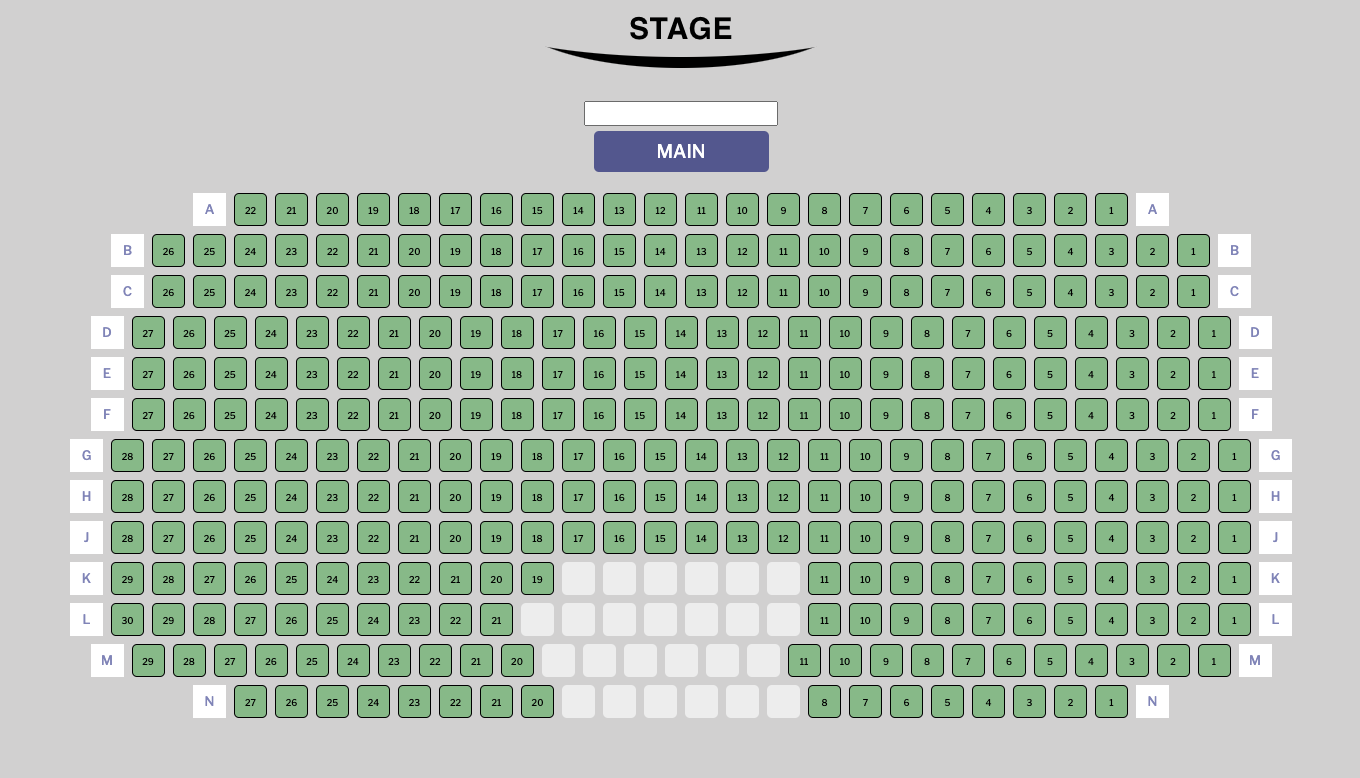 STAGE
MAIN
A 22 21 20 19 18 17 16 15 14 13 12 11 10 9 8 7 6 5 4 3 2 1 A
B 26 25 24 23 22 21 20 19 18 17 16 15 14 13 12 11 10 9 8 7 6 5 4 3 2 1 B
C 26 25 24 23 22 21 20 19 18 17 16 15 14 13 12 11 10 9 8 7 6 5 4 3 2 1 C
D 27 26 25 24 23 22 21 20 19 18 17 16 15 14 13 12 11 10 9 8 7 6 5 4 3 2 1 D
E 27 26 25 24 23 22 21 20 19 18 17 16 15 14 13 12 11 10 9 8 7 6 5 4 3 2 1 E
F 27 26 25 24 23 22 21 20 19 18 17 16 15 14 13 12 11 10 9 8 7 6 5 4 3 2 1 F
G 28 27 26 25 24 23 22 21 20 19 18 17 16 15 14 13 12 11 10 9 8 7 6 5 4 3 2 1 G
H 28 27 26 25 24 23 22 21 20 19 18 17 16 15 14 13 12 11 10 9 8 7 6 5 4 3 2 1 H
J 28 27 26 25 24 23 22 21 20 19 18 17 16 15 14 13 12 11 10 9 8 7 6 5 4 3 2 1 J
K 29 28 27 26 25 24 23 22 21 20 19 11 10 9 8 7 6 5 4 3 2 1 K
L 30 29 28 27 26 25 24 23 22 21 11 10 9 8 7 6 5 4 3 2 1 L
M 29 28 27 26 25 24 23 22 21 20 11 10 9 8 7 6 5 4 3 2 1 M
N 27 26 25 24 23 22 21 20 8 7 6 5 4 3 2 1 N